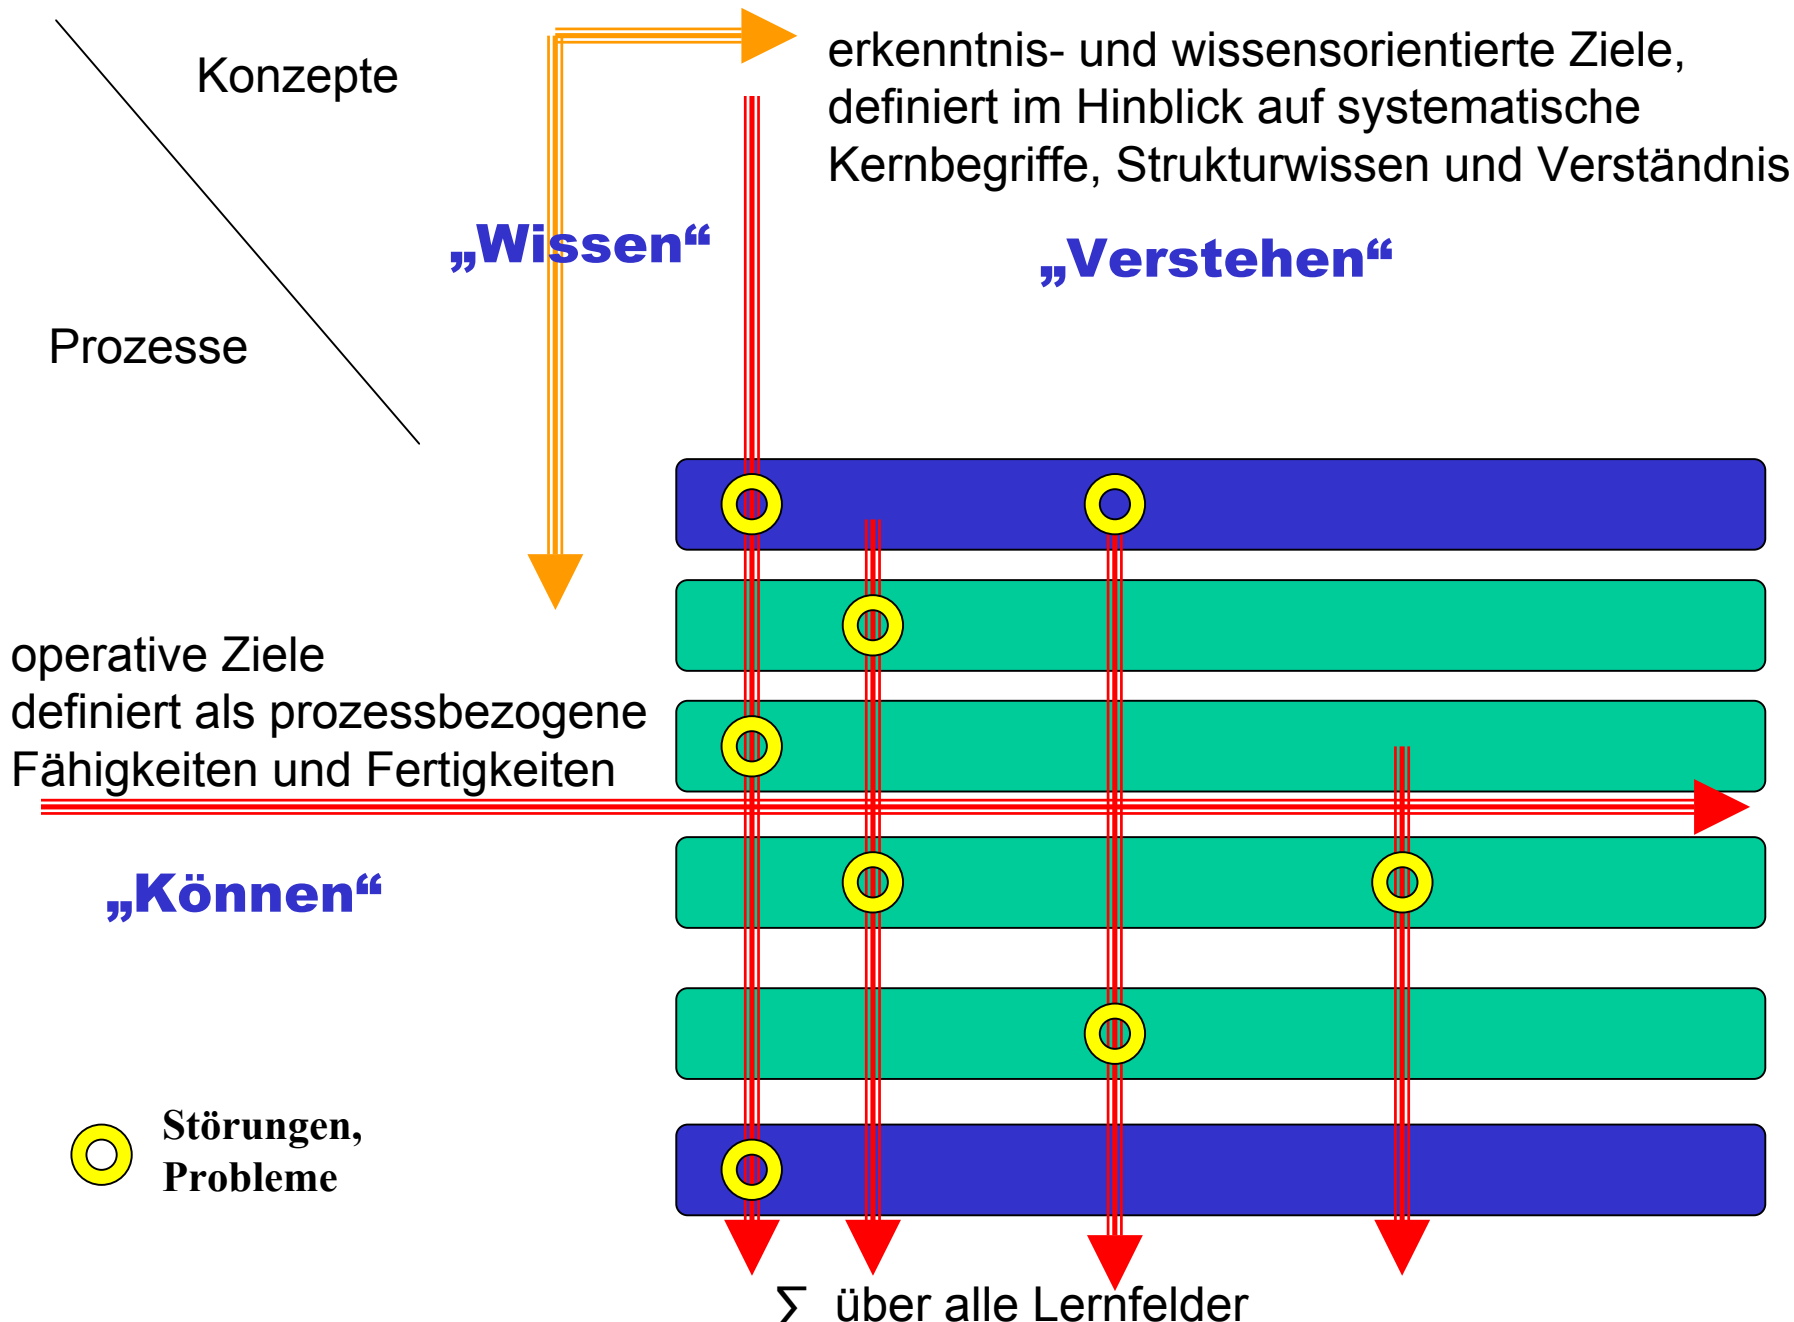 Konzepte
erkenntnis- und wissensorientierte Ziele,
definiert im Hinblick auf systematische
Kernbegriffe, Strukturwissen und Verständnis
„Wissen“
„Verstehen“
Prozesse
operative Ziele
definiert als prozessbezogene
Fähigkeiten und Fertigkeiten
„Können“
Störungen,
Probleme
∑ über alle Lernfelder